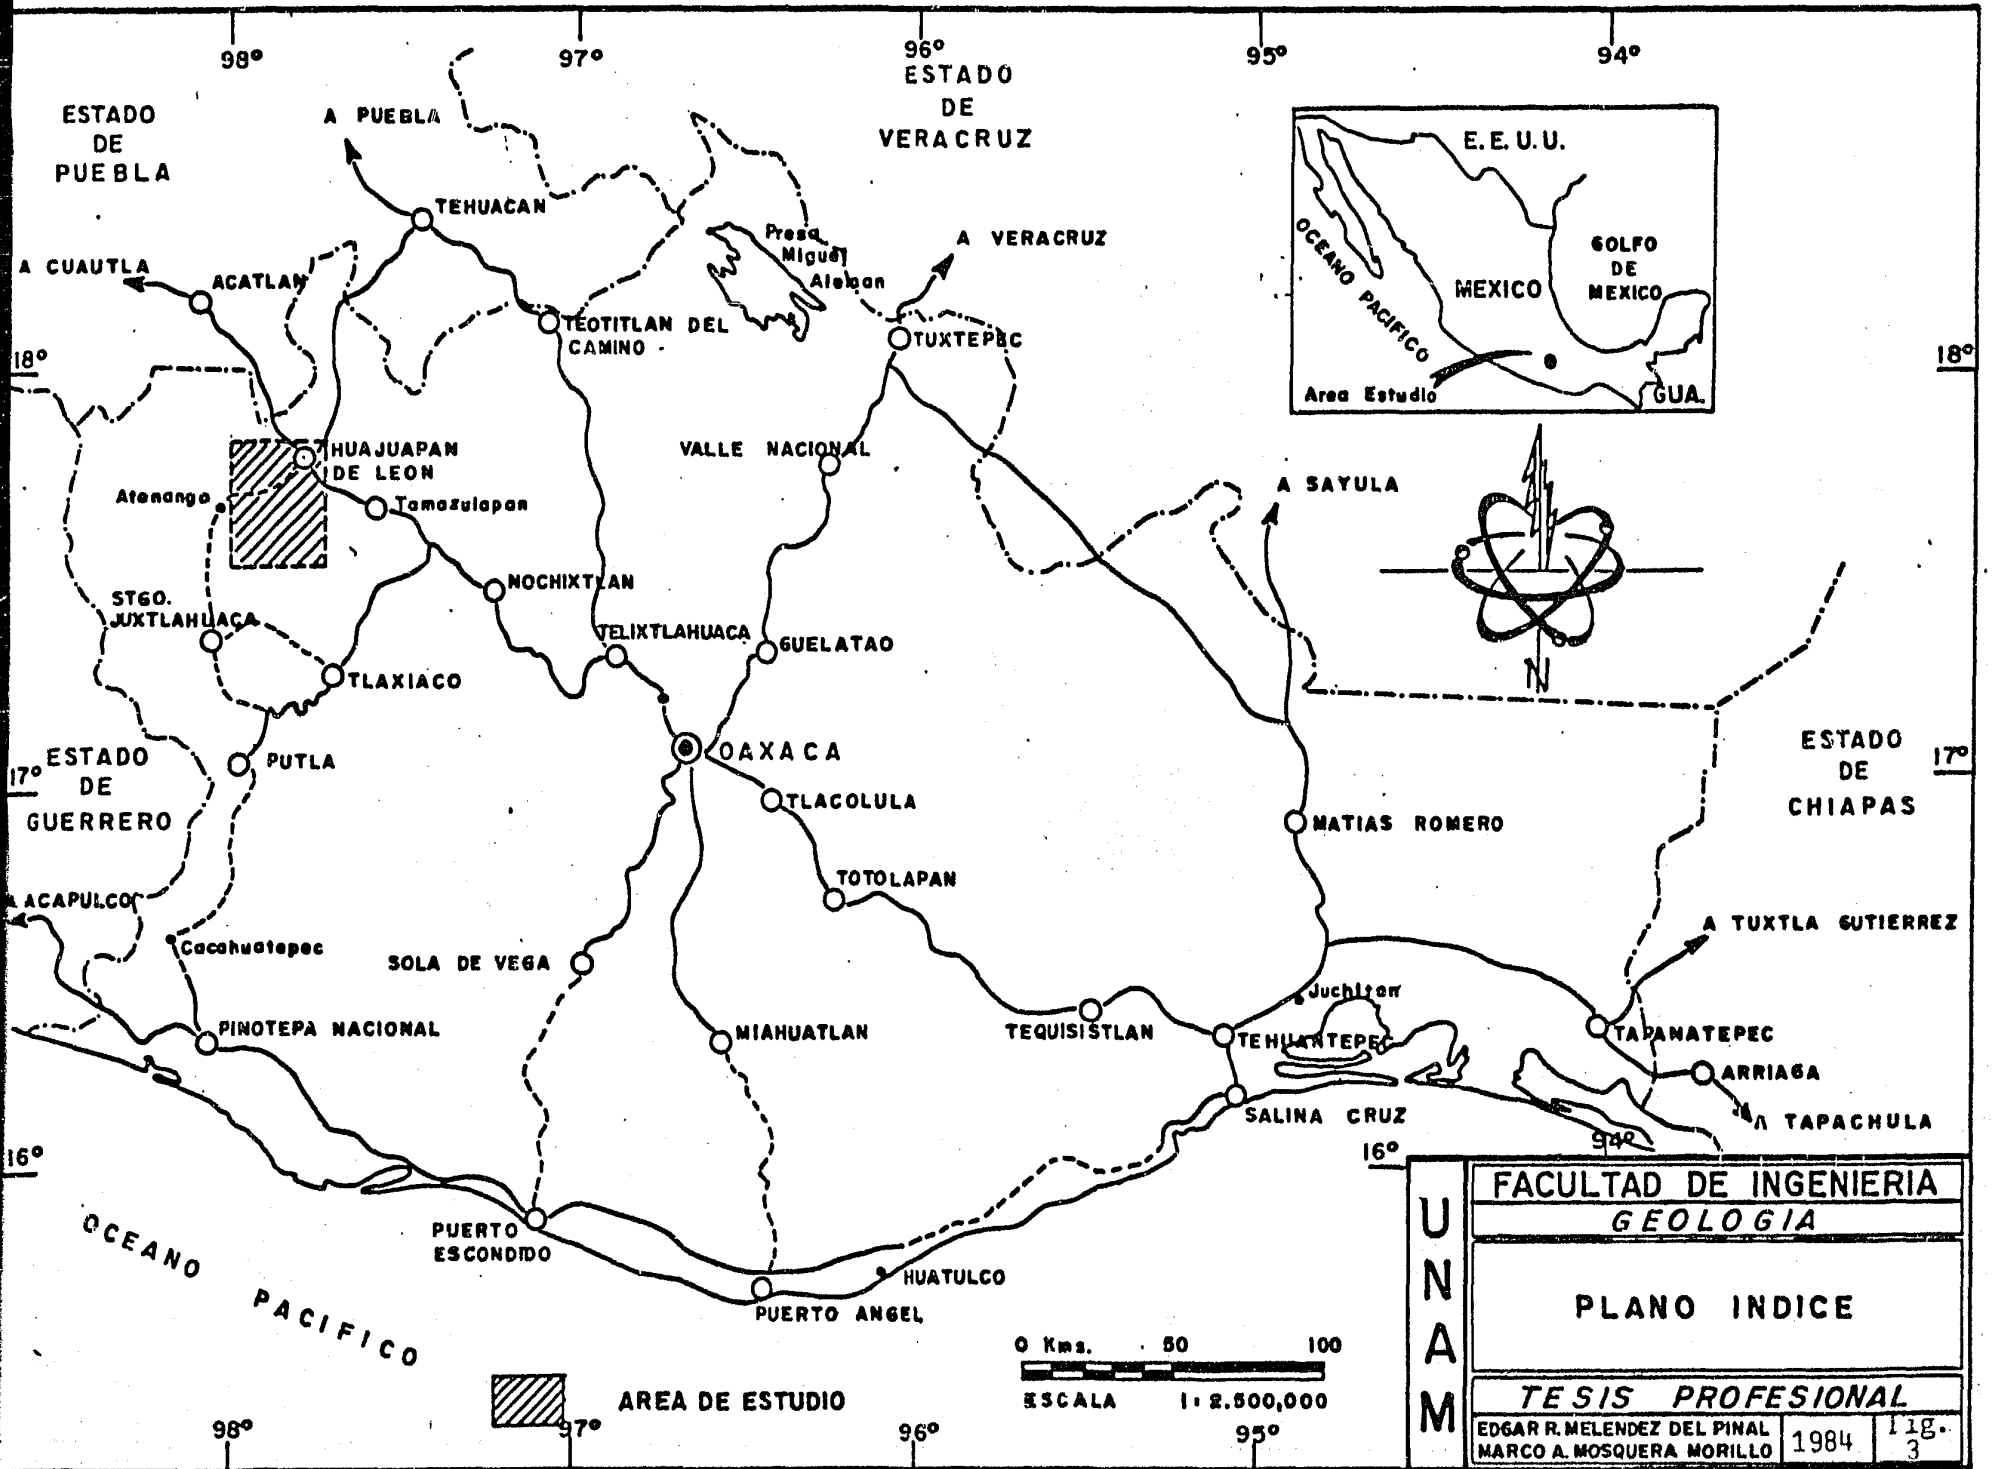 98°
97°
96°
95°
94°
ESTADO
DE
PUEBLA
A PUEBLA
ESTADO
DE
VERACRUZ
E.E.U.U.
GOLFO
DE
MEXICO
MEXICO
OCEANO PACIFICO
Area Estudio
GUA.
TEHUACAN
A CUAUTLA
ACATLAN
Presa
Miguel
Aleman
A VERACRUZ
TEOTITLAN DEL
CAMINO
TUXTEPEC
18°
18°
HUAJUAPAN
DE LEON
VALLE NACIONAL
A SAYULA
Atenango
Tamazulapan
NOCHIXTLAN
STGO.
JUXTLAHUACA
TELIXTLAHUACA
GUELATAO
N
TLAXIACO
OAXACA
PUTLA
ESTADO
DE
GUERRERO
17°
ESTADO
DE
CHIAPAS
17°
TLACOLULA
MATIAS ROMERO
TOTOLAPAN
A ACAPULCO
A TUXTLA GUTIERREZ
Cacahuatepec
SOLA DE VEGA
Juchitan
PINOTEPA NACIONAL
MIAHUATLAN
TEQUISISTLAN
TEHUANTEPEC
TAPANATEPEC
ARRIAGA
SALINA CRUZ
A TAPACHULA
94°
16°
16°
PUERTO
ESCONDIDO
HUATULCO
PUERTO ANGEL
OCEANO PACIFICO
0 Kms. 50 100
ESCALA 1:2,500,000
AREA DE ESTUDIO
98°
97°
96°
95°
UNAM
FACULTAD DE INGENIERIA
GEOLOGIA
PLANO INDICE
TESIS PROFESIONAL
EDGAR R. MELENDEZ DEL PINAL
MARCO A. MOSQUERA MORILLO
1984
fig.
3